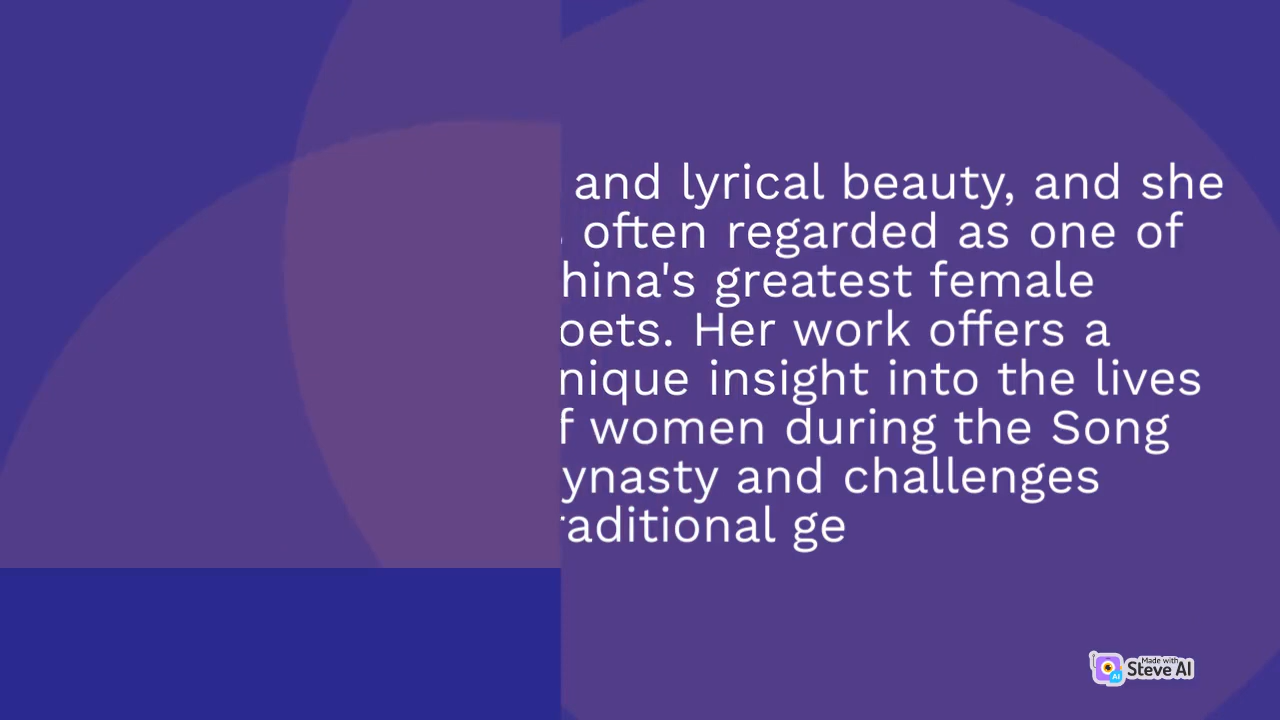 and lyrical beauty, and she
often regarded as one of
hina's greatest female
oets. Her work offers a
nique insight into the lives
f women during the Song
ynasty and challenges
raditional ge
Made with
Steve AI